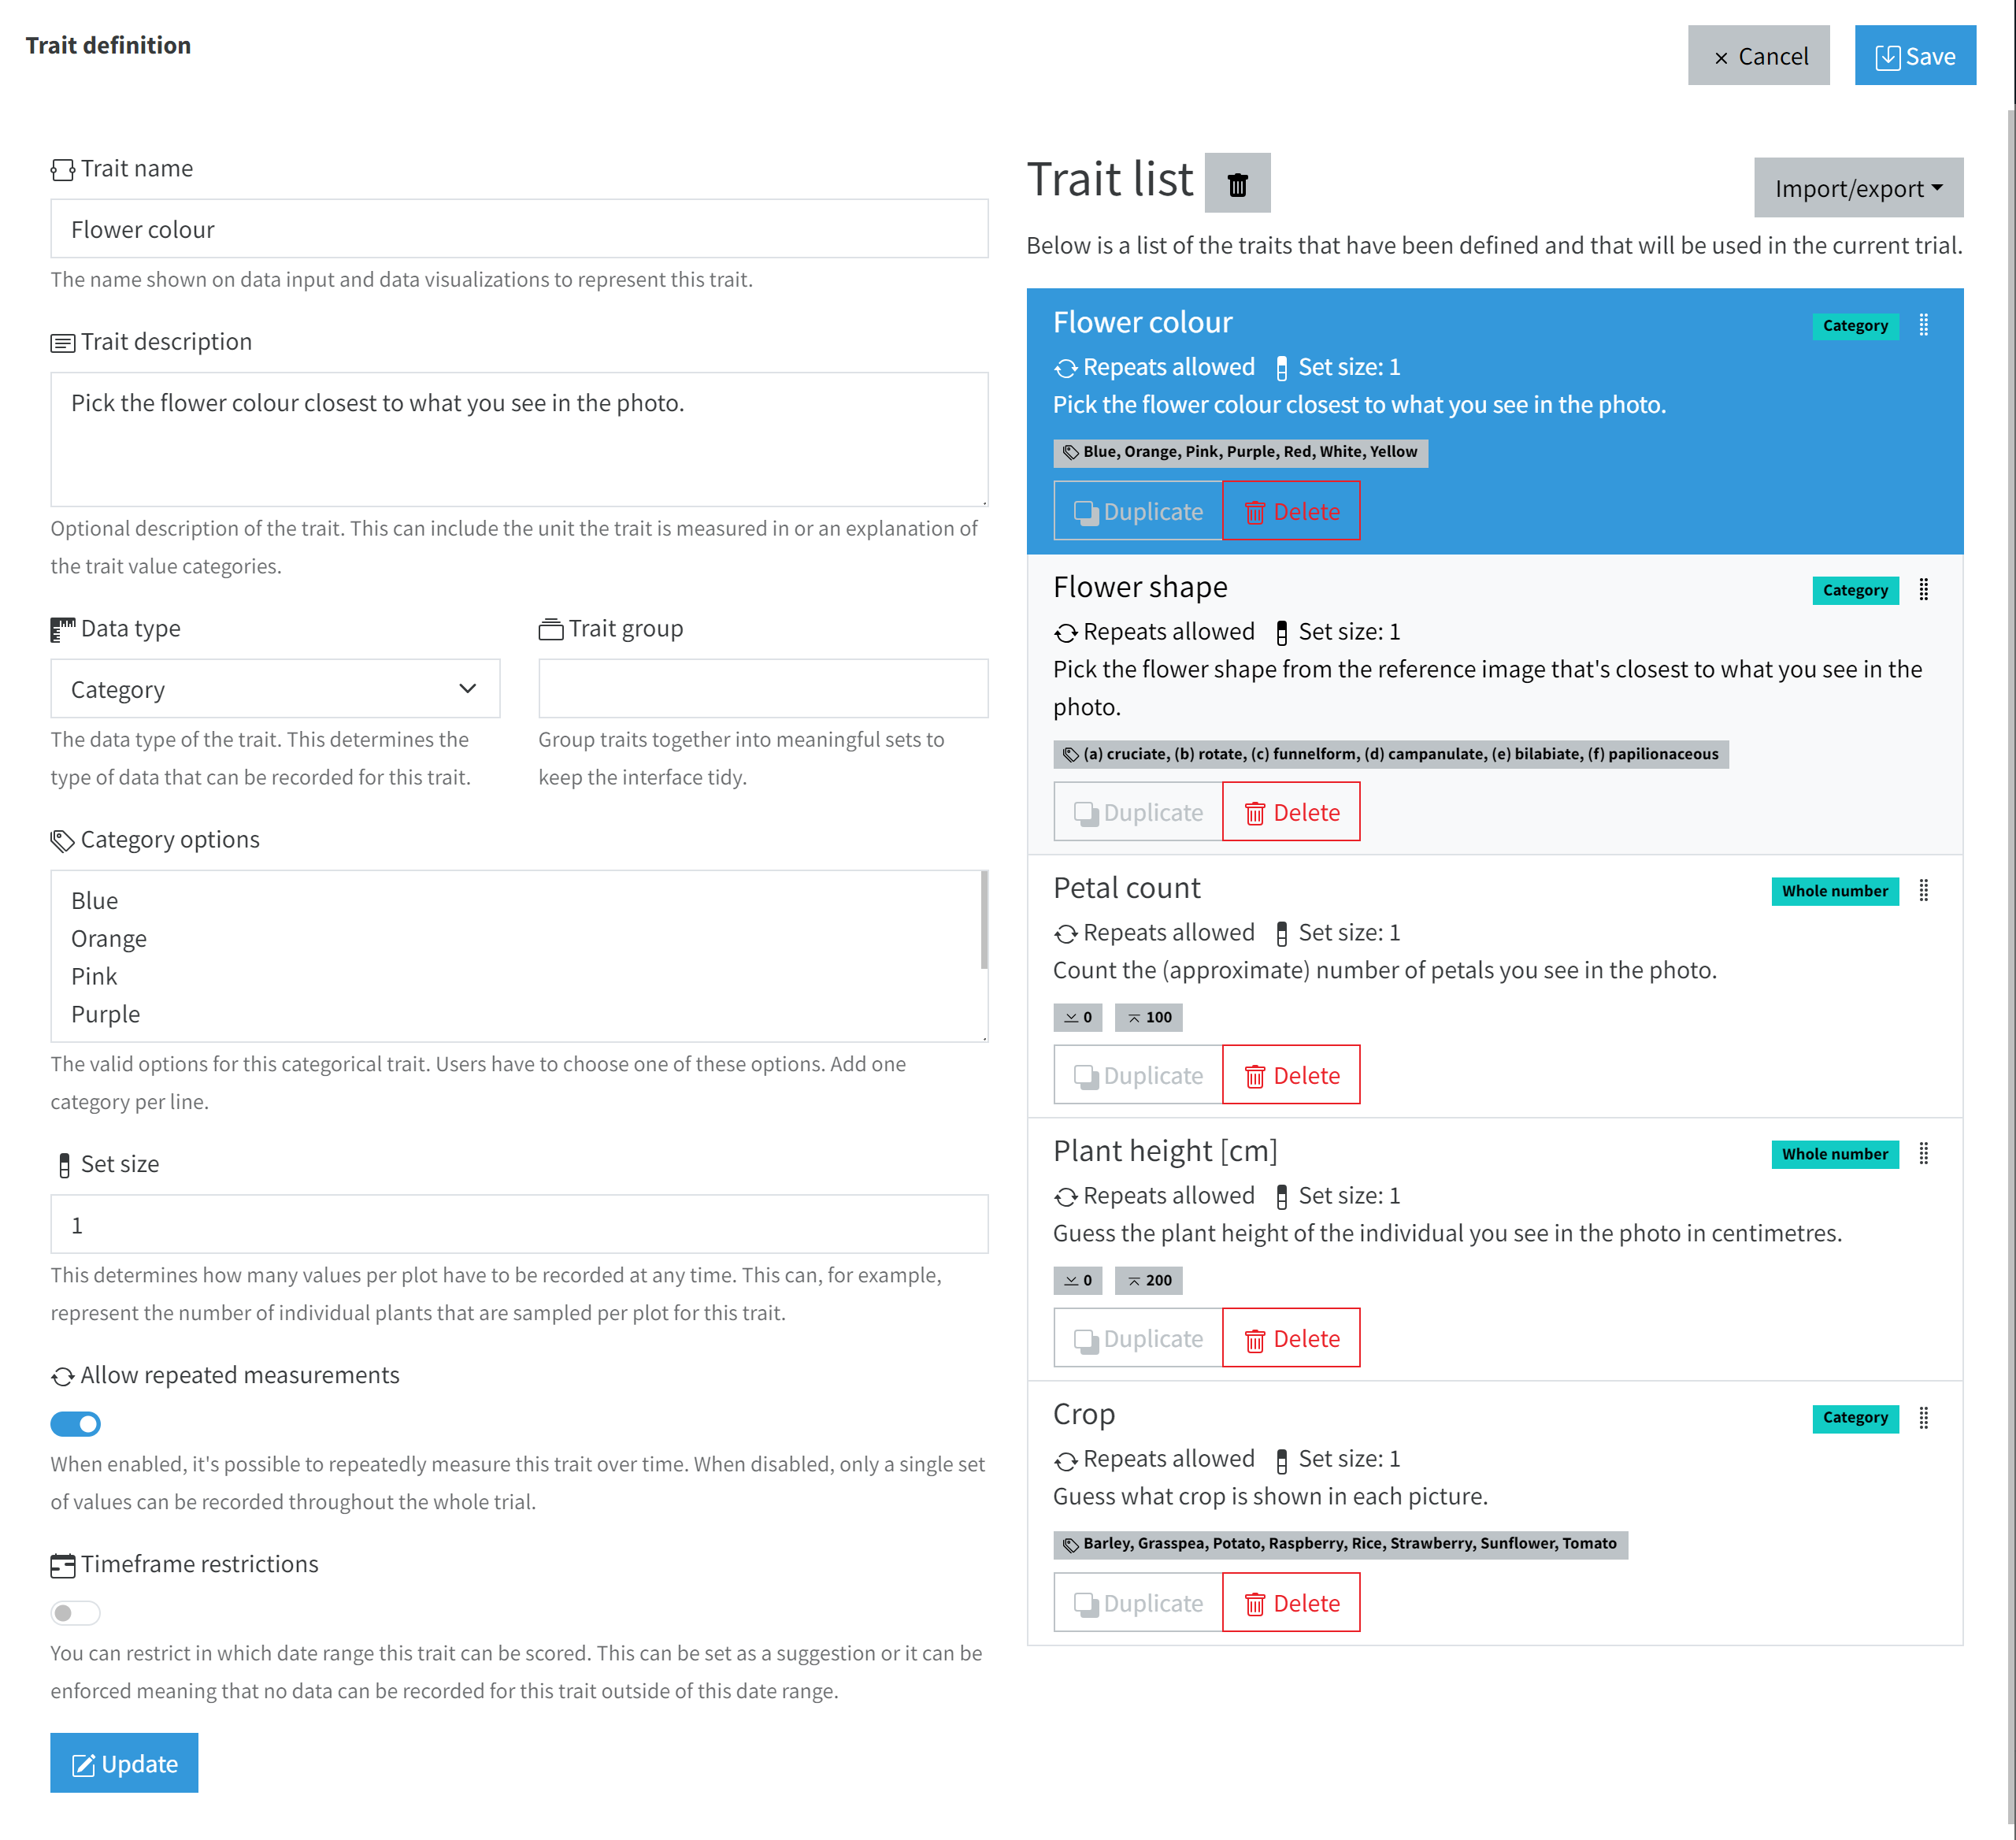 Trait definition
Cancel
Save
Trait name
Flower colour
The name shown on data input and data visualizations to represent this trait.
Trait description
Pick the flower colour closest to what you see in the photo.
Optional description of the trait. This can include the unit the trait is measured in or an explanation of
the trait value categories.
Data type
Category
The data type of the trait. This determines the
type of data that can be recorded for this trait.
Trait group
Group traits together into meaningful sets to
keep the interface tidy.
Category options
Blue
Orange
Pink
Purple
The valid options for this categorical trait. Users have to choose one of these options. Add one
category per line.
Set size
1
This determines how many values per plot have to be recorded at any time. This can, for example,
represent the number of individual plants that are sampled per plot for this trait.
Allow repeated measurements
When enabled, it's possible to repeatedly measure this trait over time. When disabled, only a single set
of values can be recorded throughout the whole trial.
Timeframe restrictions
You can restrict in which date range this trait can be scored. This can be set as a suggestion or it can be
enforced meaning that no data can be recorded for this trait outside of this date range.
Update
Trait list
Import/export
Below is a list of the traits that have been defined and that will be used in the current trial.
Flower colour
Category
Repeats allowed Set size: 1
Pick the flower colour closest to what you see in the photo.
Blue, Orange, Pink, Purple, Red, White, Yellow
Duplicate Delete
Flower shape
Category
Repeats allowed Set size: 1
Pick the flower shape from the reference image that's closest to what you see in the
photo.
(a) cruciate, (b) rotate, (c) funnelform, (d) campanulate, (e) bilabiate, (f) papilionaceous
Duplicate Delete
Petal count
Whole number
Repeats allowed Set size: 1
Count the (approximate) number of petals you see in the photo.
0 100
Duplicate Delete
Plant height [cm]
Whole number
Repeats allowed Set size: 1
Guess the plant height of the individual you see in the photo in centimetres.
0 200
Duplicate Delete
Crop
Category
Repeats allowed Set size: 1
Guess what crop is shown in each picture.
Barley, Grasspea, Potato, Raspberry, Rice, Strawberry, Sunflower, Tomato
Duplicate Delete